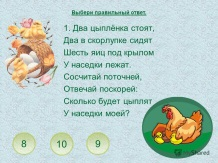 Выбери правильный ответ.
1. Два цыплёнка стоят,
Два в скорлупке сидят
Шесть яиц под крылом
У наседки лежат.
Сосчитай поточней,
Отвечай поскорей:
Сколько будет цыплят
У наседки моей?
8 10 9